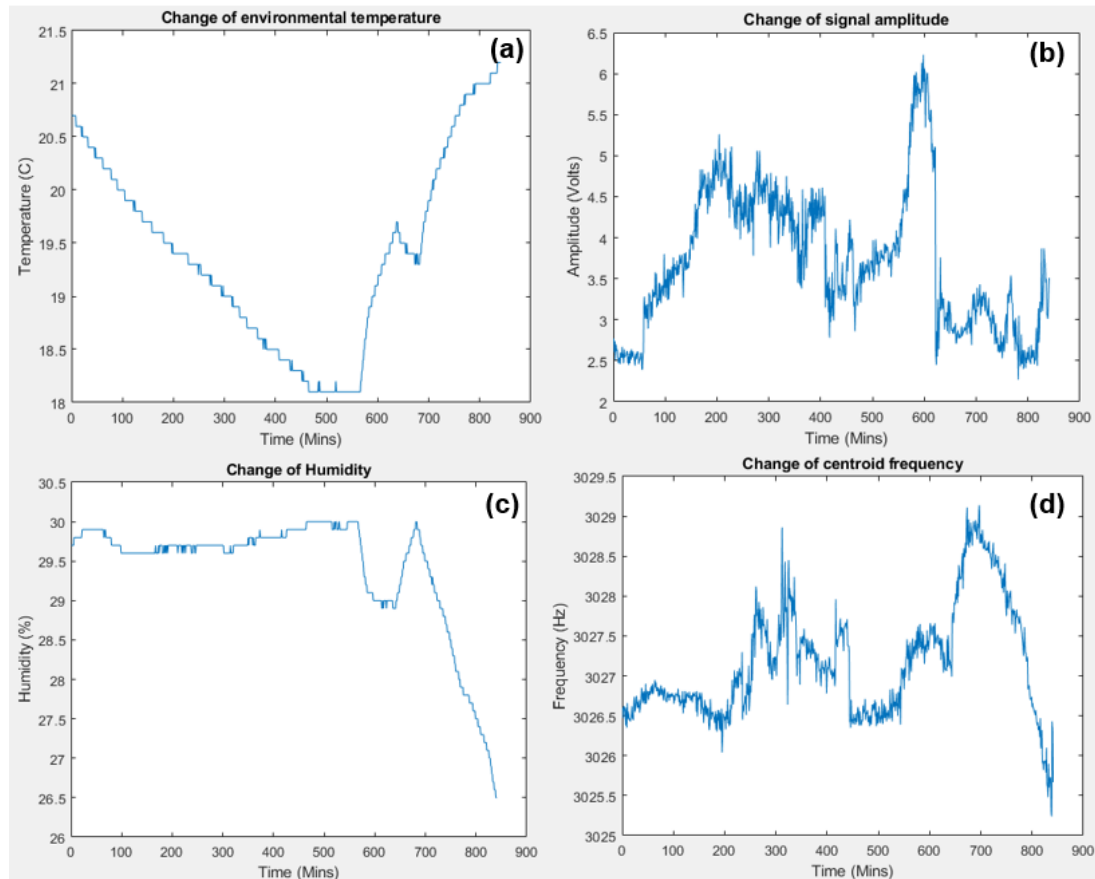 Change of environmental temperature
(a)
21.5
21
20.5
20
19.5
19
18.5
18
Temperature (C)
0 100 200 300 400 500 600 700 800 900
Time (Mins)
Change of signal amplitude
(b)
6.5
6
5.5
5
4.5
4
3.5
3
2.5
2
Amplitude (Volts)
0 100 200 300 400 500 600 700 800 900
Time (Mins)
Change of Humidity
(c)
30.5
30
29.5
29
28.5
28
27.5
27
26.5
26
Humidity (%)
0 100 200 300 400 500 600 700 800 900
Time (Mins)
Change of centroid frequency
(d)
3029.5
3029
3028.5
3028
3027.5
3027
3026.5
3026
3025.5
3025
Frequency (Hz)
0 100 200 300 400 500 600 700 800 900
Time (Mins)